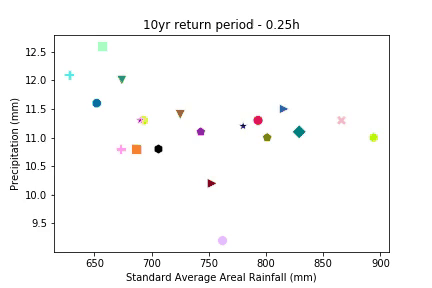 10yr return period - 0.25h
Precipitation (mm)
12.5
12.0
11.5
11.0
10.5
10.0
9.5
650 700 750 800 850 900
Standard Average Areal Rainfall (mm)